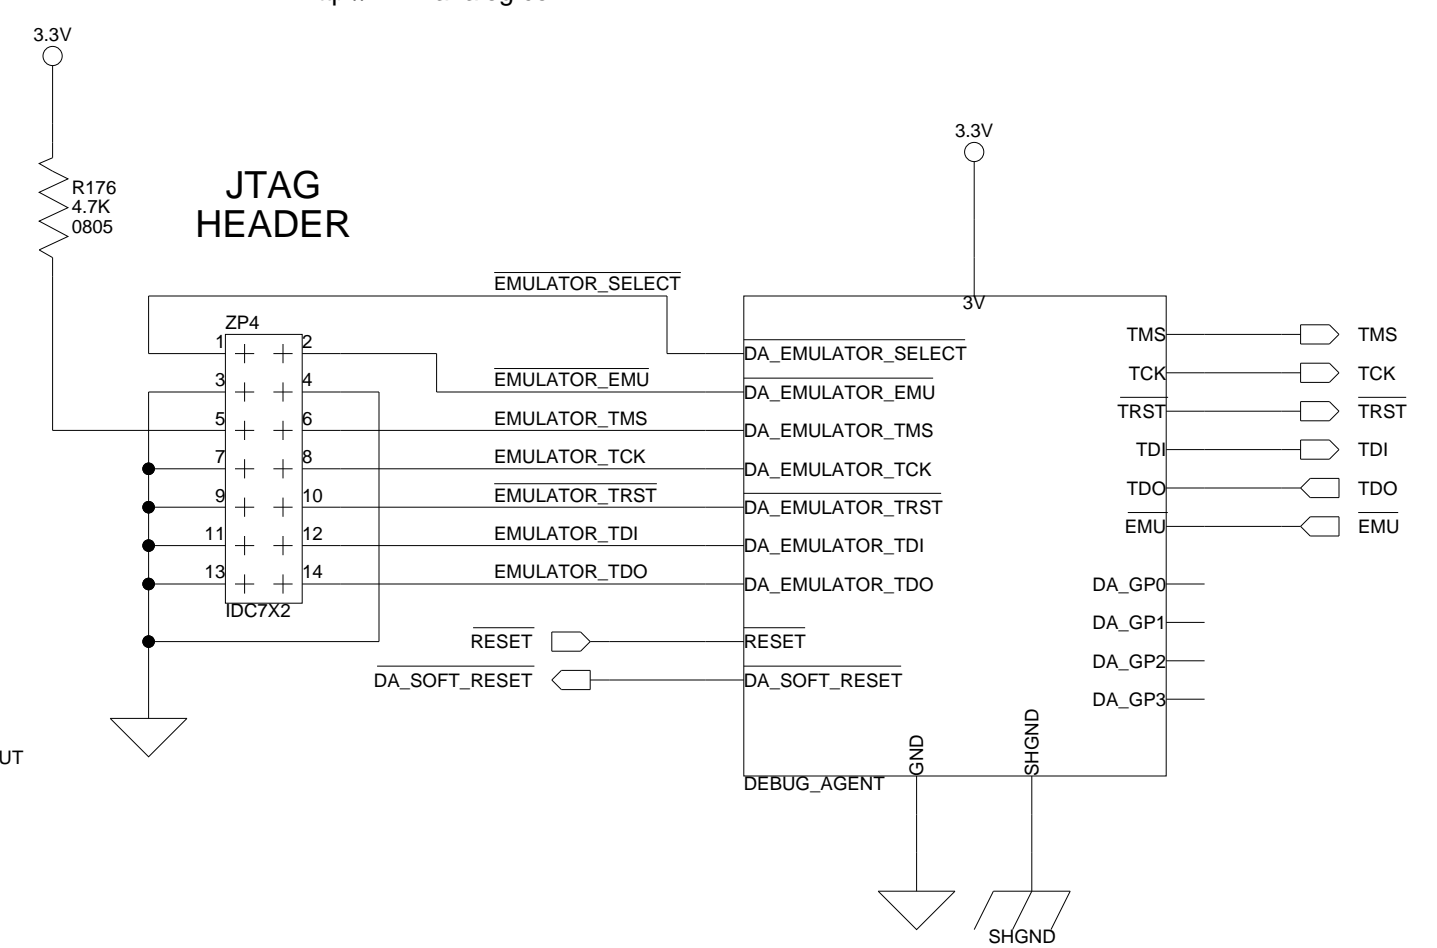 3.3V
3.3V
R176
4.7K
0805
JTAG
HEADER
EMULATOR_SELECT
3V
ZP4
1
2
DA_EMULATOR_SELECT
TMS
TMS
3
4
EMULATOR_EMU
DA_EMULATOR_EMU
TCK
TCK
5
6
EMULATOR_TMS
DA_EMULATOR_TMS
TRST
TRST
7
8
EMULATOR_TCK
DA_EMULATOR_TCK
TDI
TDI
9
10
EMULATOR_TRST
DA_EMULATOR_TRST
TDO
TDO
11
12
EMULATOR_TDI
DA_EMULATOR_TDI
EMU
EMU
13
14
EMULATOR_TDO
DA_EMULATOR_TDO
DA_GP0
IDC7X2
DA_GP1
RESET
RESET
DA_GP2
DA_SOFT_RESET
DA_SOFT_RESET
DA_GP3
GND
SHGND
UT
DEBUG_AGENT
SHGND